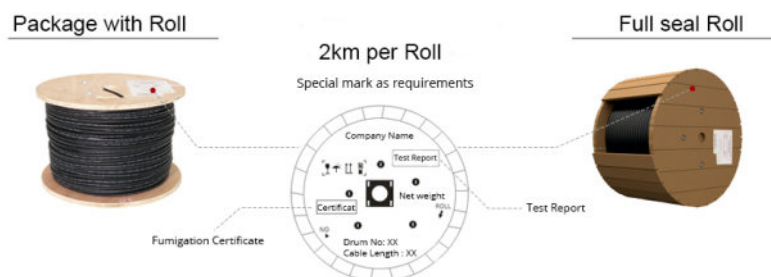 Package with Roll
Full seal Roll
2km per Roll
Special mark as requirements
Company Name
Test Report
Certificat
Net weight
ROLL
Test Report
NO
Fumigation Certificate
Drum No: XX
Cable Length : XX